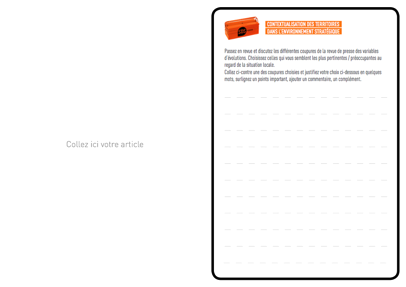 CONTEXTUALISATION DES TERRITOIRES
DANS L'ENVIRONNEMENT STRATÉGIQUE
Passez en revue et discutez les différentes coupures de la revue de presse des variables
d'évolutions. Choisissez celles qui vous semblent les plus pertinentes / préoccupantes au
regard de la situation locale.
Collez ci-contre une des coupures choisies et justifiez votre choix ci-dessous en quelques
mots, surlignez un points important, ajouter un commentaire, un complément.
Collez ici votre article